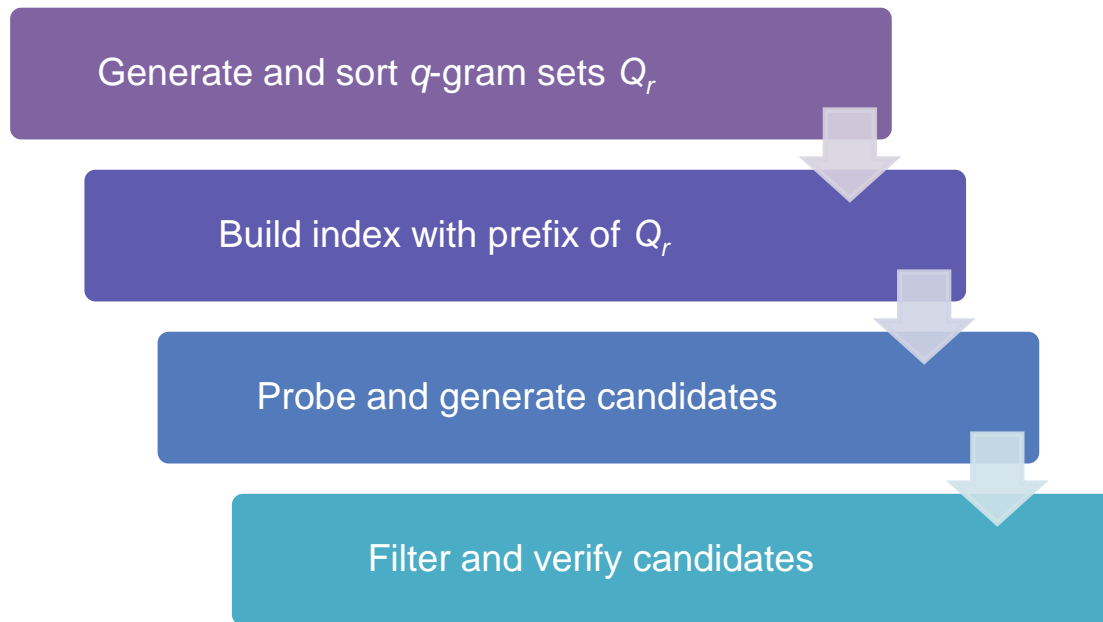 Generate and sort q-gram sets Qr
Build index with prefix of Qr
Probe and generate candidates
Filter and verify candidates